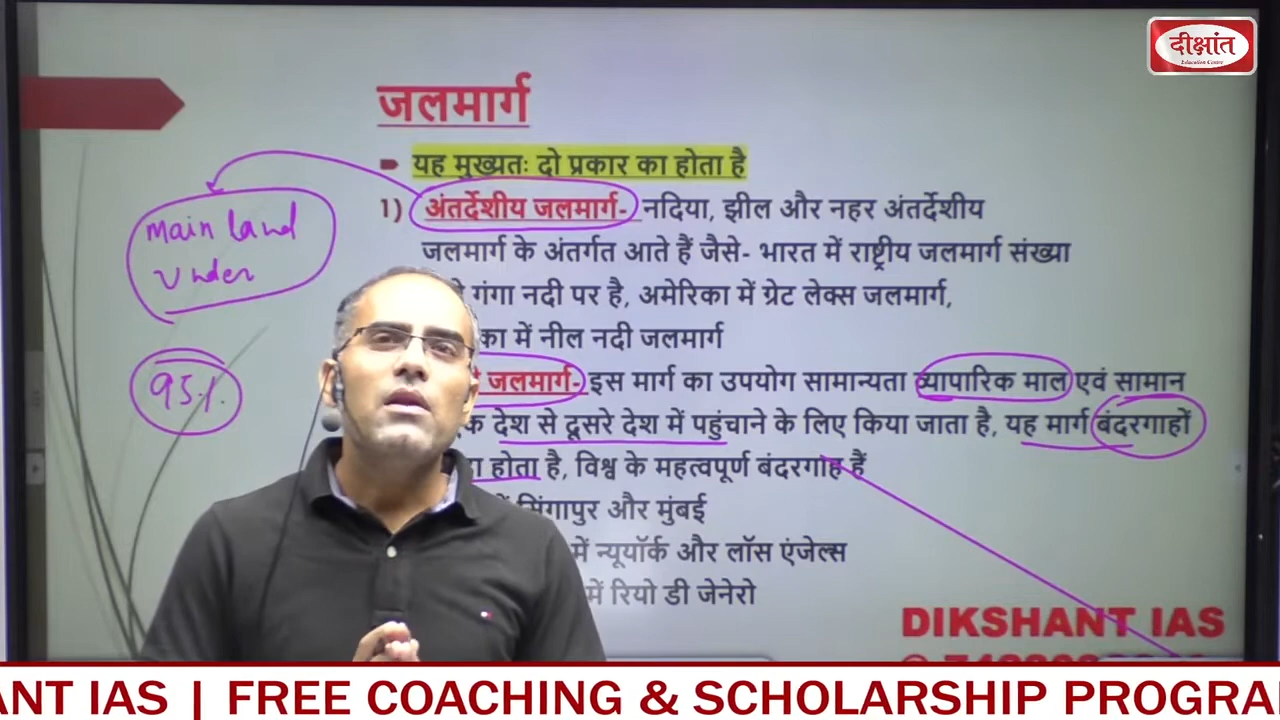 दीक्षांत
Education Centre
जलमार्ग
यह मुख्यतः दो प्रकार का होता है
1) अंतर्देशीय जलमार्ग- नदिया, झील और नहर अंतर्देशीय
जलमार्ग के अंतर्गत आते हैं जैसे- भारत में राष्ट्रीय जलमार्ग संख्या
गंगा नदी पर है, अमेरिका में ग्रेट लेक्स जलमार्ग,
का में नील नदी जलमार्ग
जलमार्ग- इस मार्ग का उपयोग सामान्यता व्यापारिक माल एवं सामान
क देश से दूसरे देश में पहुंचाने के लिए किया जाता है, यह मार्ग बंदरगाहों
होता है, विश्व के महत्वपूर्ण बंदरगाह हैं
सिंगापुर और मुंबई
में न्यूयॉर्क और लॉस एंजेल्स
में रियो डी जेनेरो
main land
under
95%
DIKSHANT IAS
ANT IAS | FREE COACHING & SCHOLARSHIP PROGRA